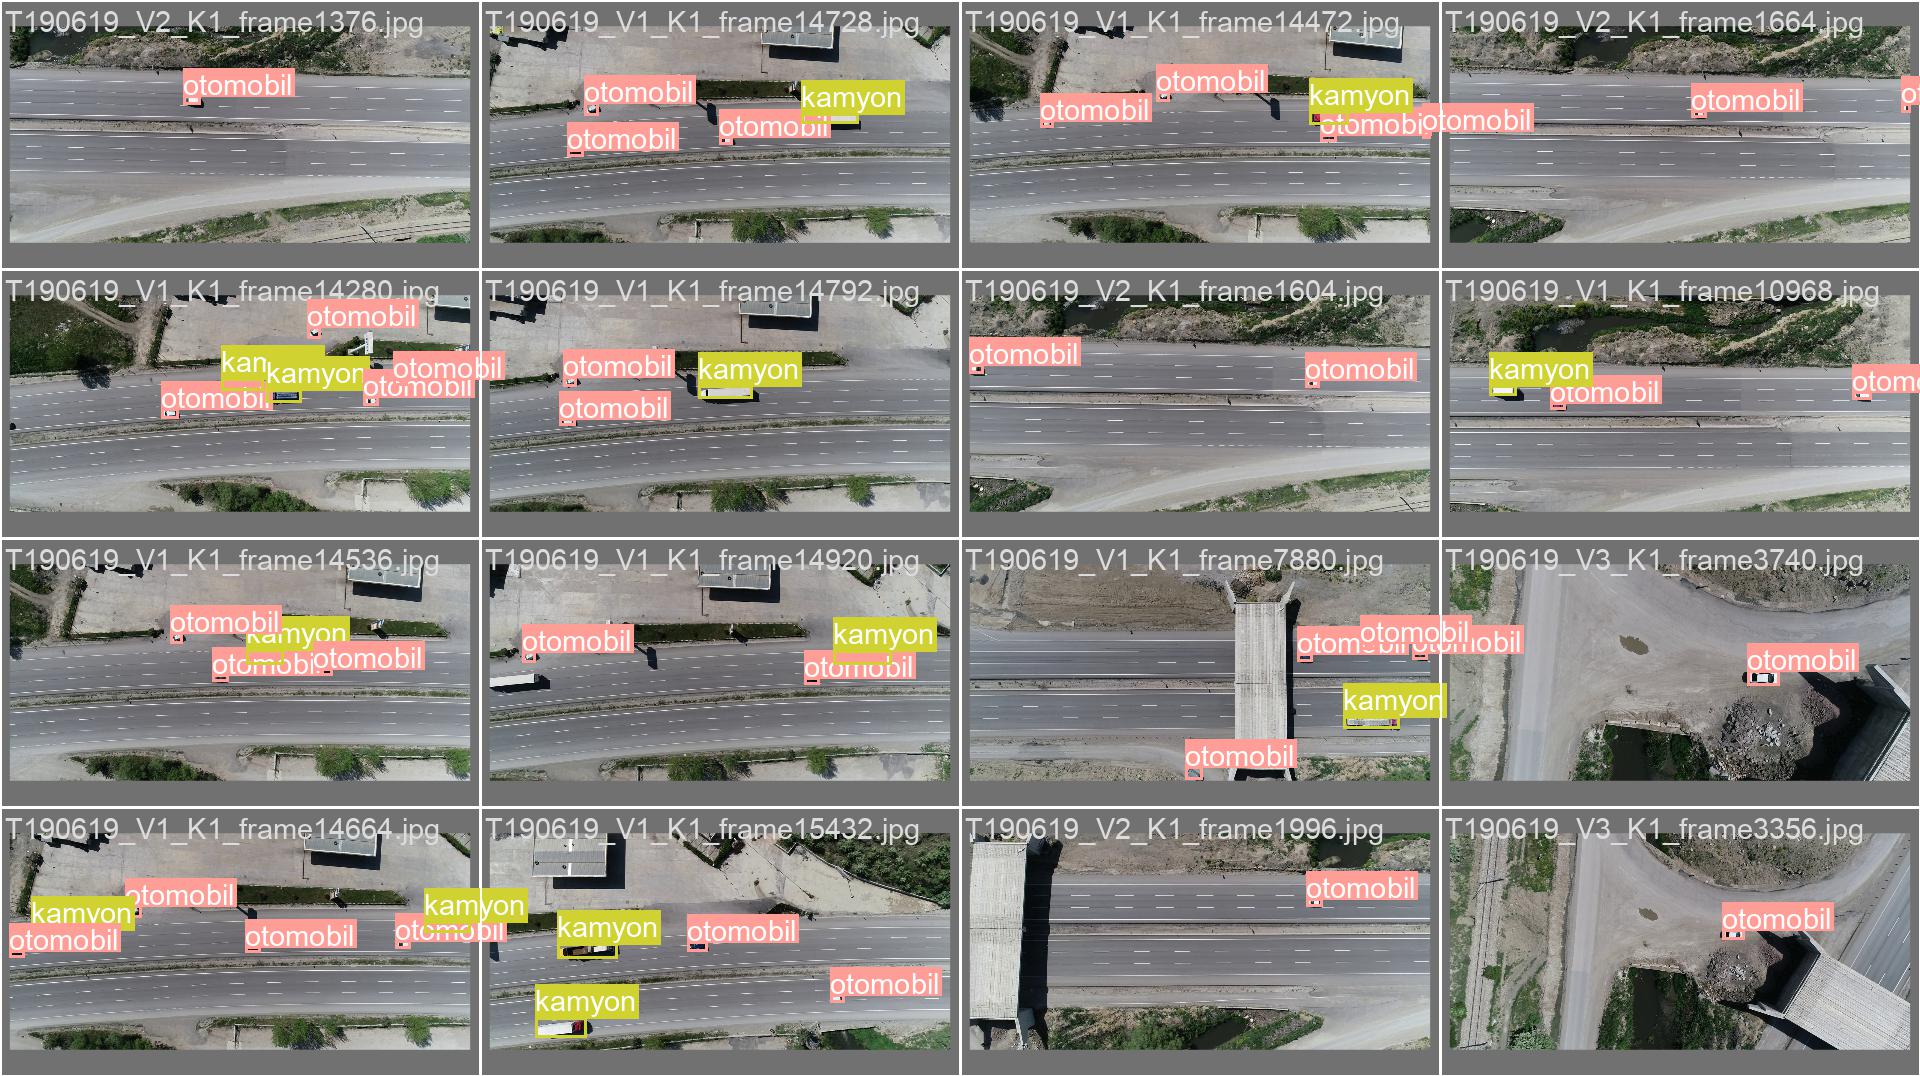 T190619_V2_K1_frame1376.jpg
otomobil
T190619_V1_K1_frame14728.jpg
otomobil
kamyon
otomobil
otomobil
T190619_V1_K1_frame14472.jpg
otomobil
kamyon
otomobil
otomobil
otomobil
T190619_V2_K1_frame1664.jpg
otomobil
T190619_V1_K1_frame14280.jpg
otomobil
kamyon
otomobil
otomobil
otomobil
T190619_V1_K1_frame14792.jpg
otomobil
kamyon
otomobil
T190619_V2_K1_frame1604.jpg
otomobil
otomobil
T190619_V1_K1_frame10968.jpg
kamyon
otomobil
T190619_V1_K1_frame14536.jpg
otomobil
kamyon
otomobil
otomobil
T190619_V1_K1_frame14920.jpg
otomobil
kamyon
otomobil
T190619_V1_K1_frame7880.jpg
otomobil
kamyon
otomobil
T190619_V3_K1_frame3740.jpg
otomobil
T190619_V1_K1_frame14664.jpg
otomobil
kamyon
otomobil
otomobil
kamyon
otomobil
T190619_V1_K1_frame15432.jpg
kamyon
otomobil
otomobil
kamyon
T190619_V2_K1_frame1996.jpg
otomobil
T190619_V3_K1_frame3356.jpg
otomobil